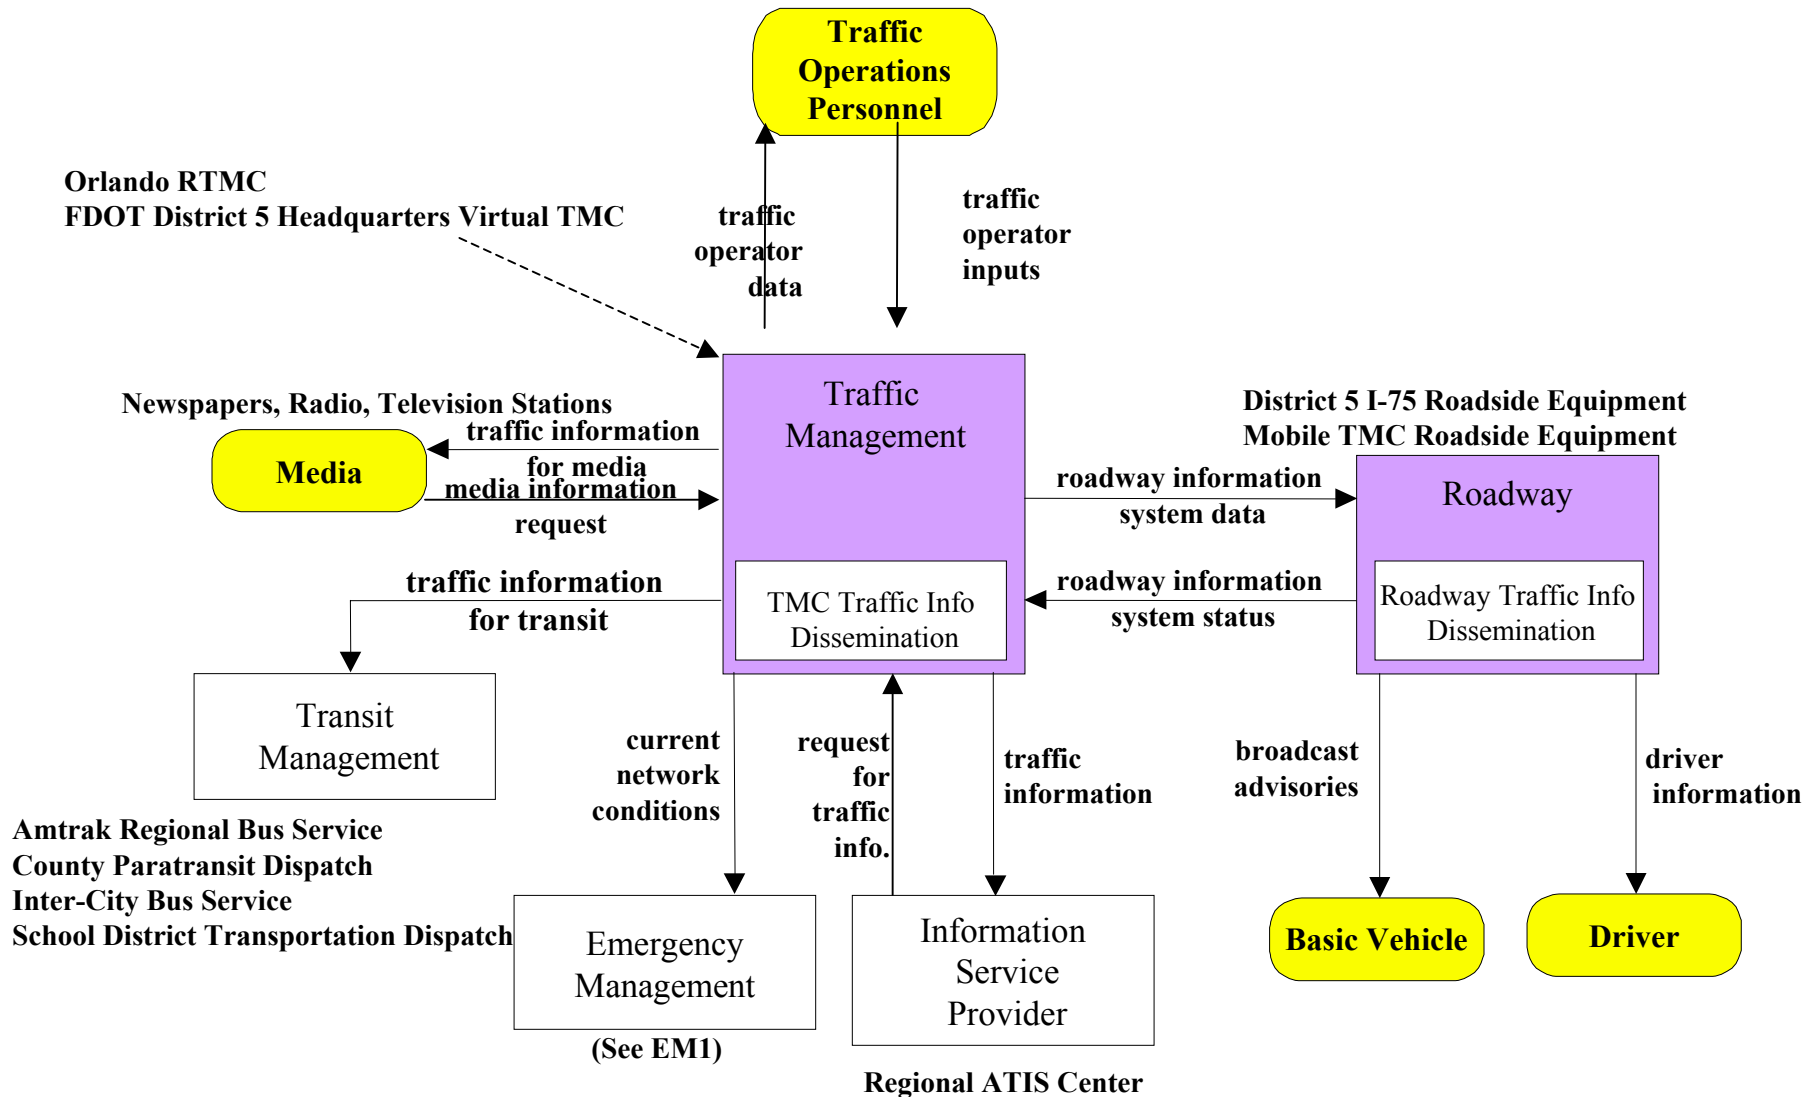 Traffic
Operations
Personnel
Orlando RTMC
FDOT District 5 Headquarters Virtual TMC
traffic
operator
data
traffic
operator
inputs
Newspapers, Radio, Television Stations
traffic information
for media
Media
media information
request
Traffic
Management
District 5 I-75 Roadside Equipment
Mobile TMC Roadside Equipment
roadway information
system data
Roadway
traffic information
for transit
TMC Traffic Info
Dissemination
roadway information
system status
Roadway Traffic Info
Dissemination
Transit
Management
current
network
conditions
request
for
traffic
info.
traffic
information
broadcast
advisories
driver
information
Amtrak Regional Bus Service
County Paratransit Dispatch
Inter-City Bus Service
School District Transportation Dispatch
Emergency
Management
(See EM1)
Information
Service
Provider
Regional ATIS Center
Basic Vehicle
Driver